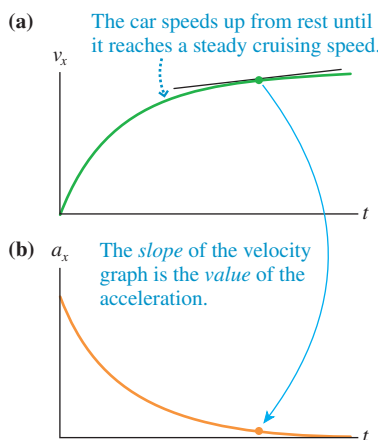 (a)
The car speeds up from rest until
it reaches a steady cruising speed.
vₓ
t
(b)
aₓ
The slope of the velocity
graph is the value of the
acceleration.
t